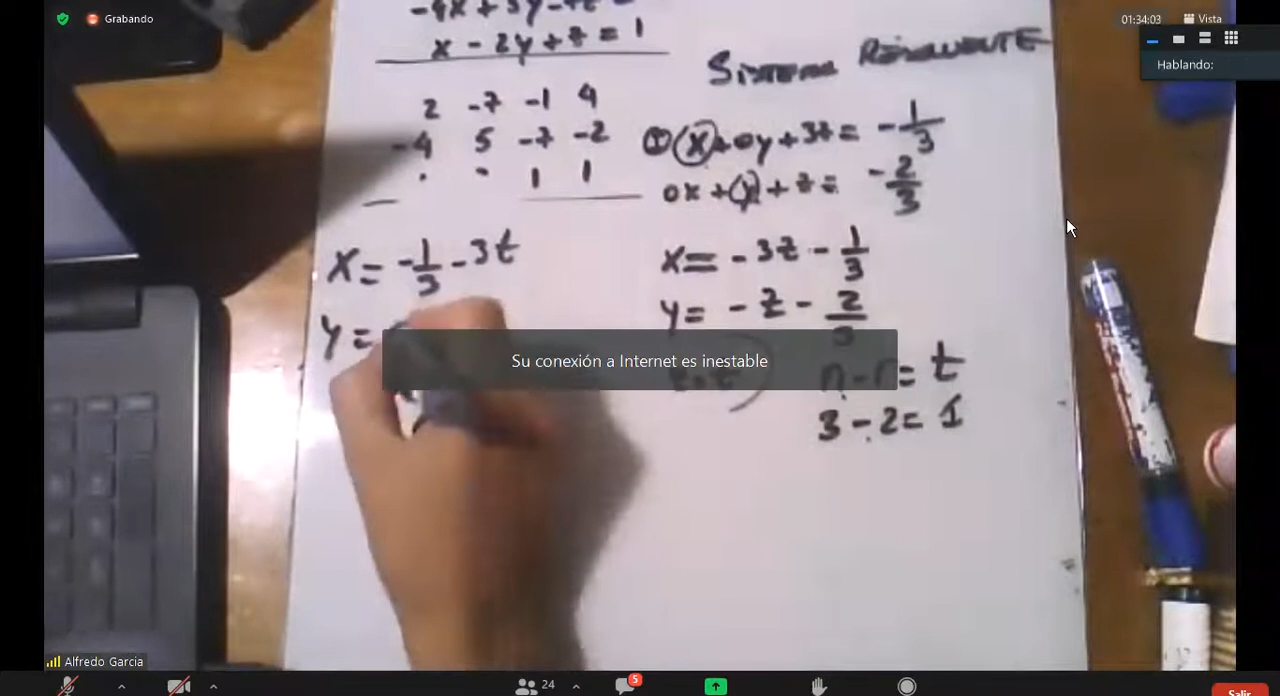 Grabando
01:34:03 Vista
Hablando:
x - 2y + z = 1
SISTEMA RESOLVENTE
2 -7 -1 4
-4 5 -7 -2
1 1
① x + 0y + 3z = -1/3
0x + y + z = -2/3
x = -1/3 - 3t
x = -3z - 1/3
y =
y = -z - 2/3
Su conexión a Internet es inestable
n - r = t
3 - 2 = 1
Alfredo Garcia
24
5
Salir